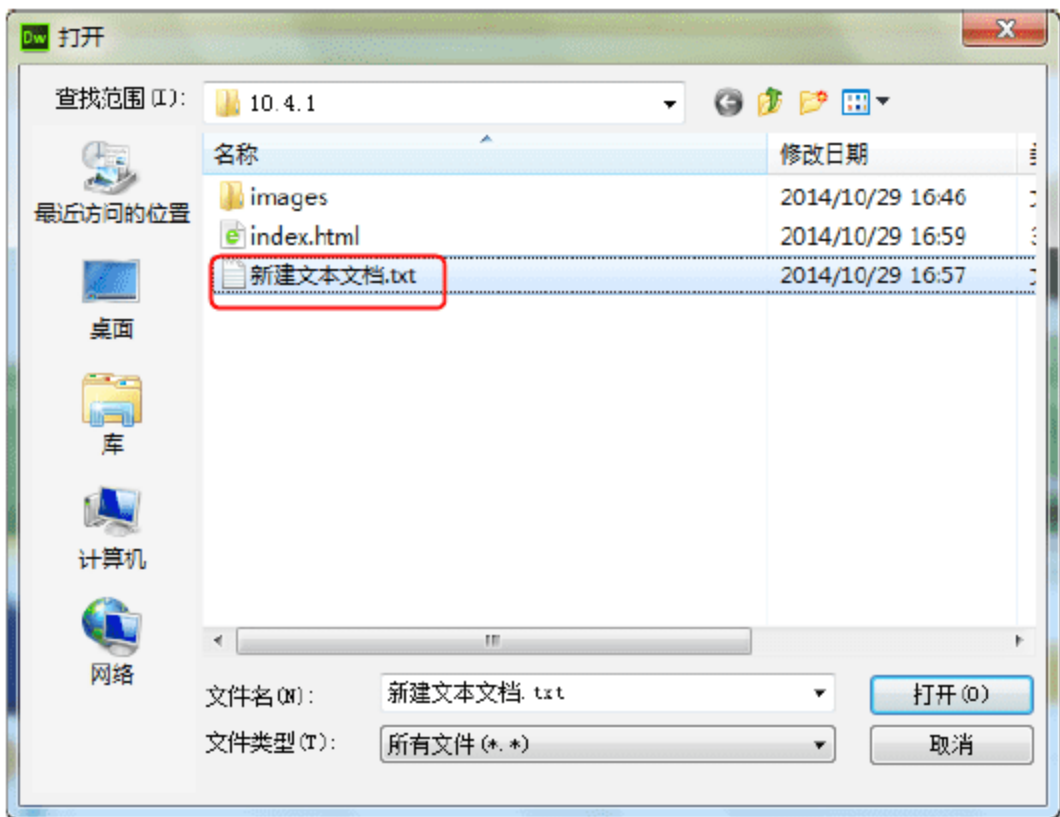 Dw 打开
查找范围(I): 10.4.1
名称 修改日期
images 2014/10/29 16:46
index.html 2014/10/29 16:59
新建文本文档.txt 2014/10/29 16:57
最近访问的位置
桌面
库
计算机
网络
文件名(N): 新建文本文档.txt 打开(O)
文件类型(T): 所有文件(*.*) 取消